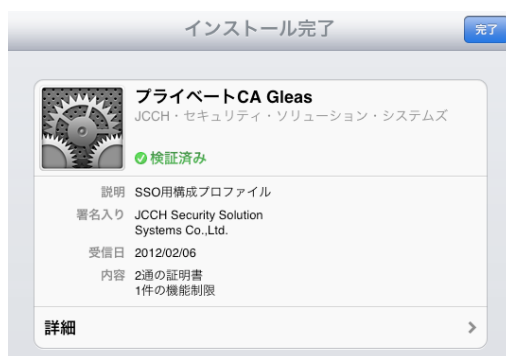 インストール完了
完了
プライベートCA Gleas
JCCH・セキュリティ・ソリューション・システムズ
検証済み
説明 SSO用構成プロファイル
署名入り JCCH Security Solution
Systems Co.,Ltd.
受信日 2012/02/06
内容 2通の証明書
1件の機能制限
詳細